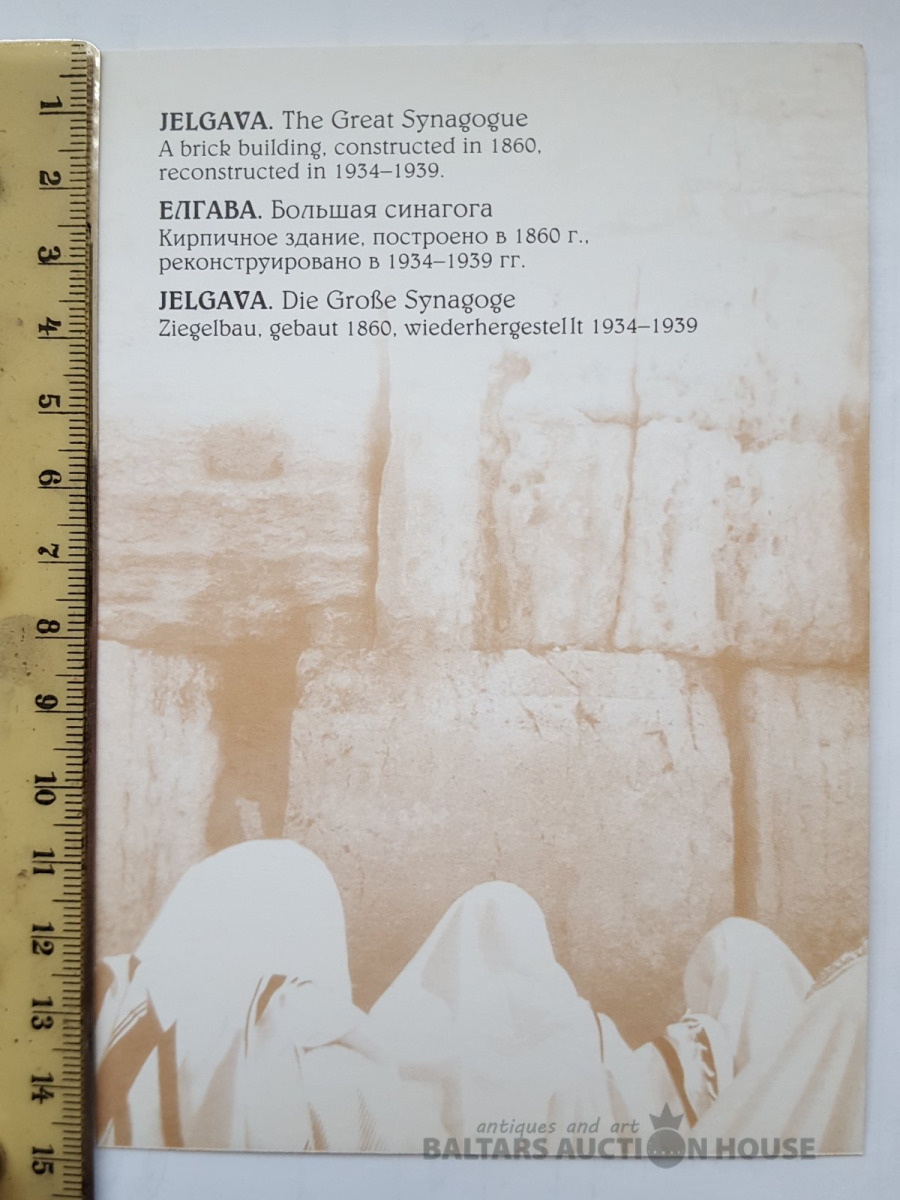 JELGAVA. The Great Synagogue
A brick building, constructed in 1860,
reconstructed in 1934–1939.
ЕЛГАВА. Большая синагога
Кирпичное здание, построено в 1860 г.,
реконструировано в 1934–1939 гг.
JELGAVA. Die Große Synagoge
Ziegelbau, gebaut 1860, wiederhergestellt 1934–1939
1
2
3
4
5
6
7
8
9
10
11
12
13
14
15
antiques and art
BALTARS AUCTION HOUSE